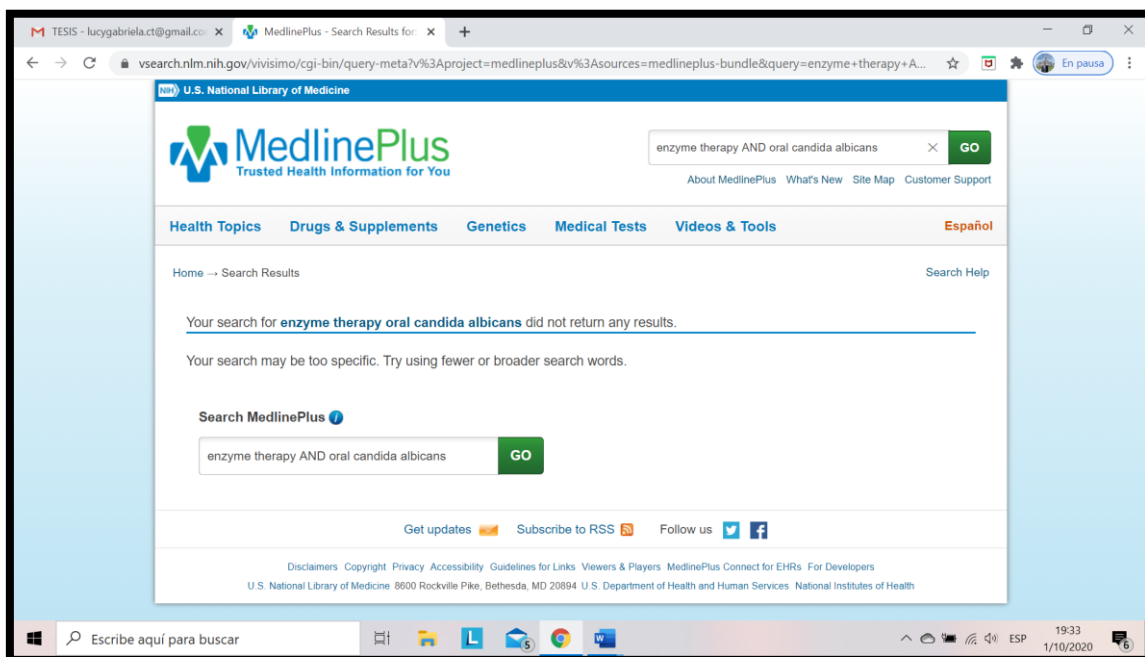 TESIS - lucygabriela.ct@gmail.co
MedlinePlus - Search Results for:
vsearch.nlm.nih.gov/vivisimo/cgi-bin/query-meta?v%3Aproject=medlineplus&v%3Asources=medlineplus-bundle&query=enzyme+therapy+A...
En pausa
NIH U.S. National Library of Medicine
MedlinePlus
Trusted Health Information for You
enzyme therapy AND oral candida albicans GO
About MedlinePlus What's New Site Map Customer Support
Health Topics Drugs & Supplements Genetics Medical Tests Videos & Tools Español
Home → Search Results Search Help
Your search for enzyme therapy oral candida albicans did not return any results.
Your search may be too specific. Try using fewer or broader search words.
Search MedlinePlus
enzyme therapy AND oral candida albicans GO
Get updates Subscribe to RSS Follow us
Disclaimers Copyright Privacy Accessibility Guidelines for Links Viewers & Players MedlinePlus Connect for EHRs For Developers
U.S. National Library of Medicine 8600 Rockville Pike, Bethesda, MD 20894 U.S. Department of Health and Human Services National Institutes of Health
Escribe aquí para buscar L 5 ESP 19:33
1/10/2020 6